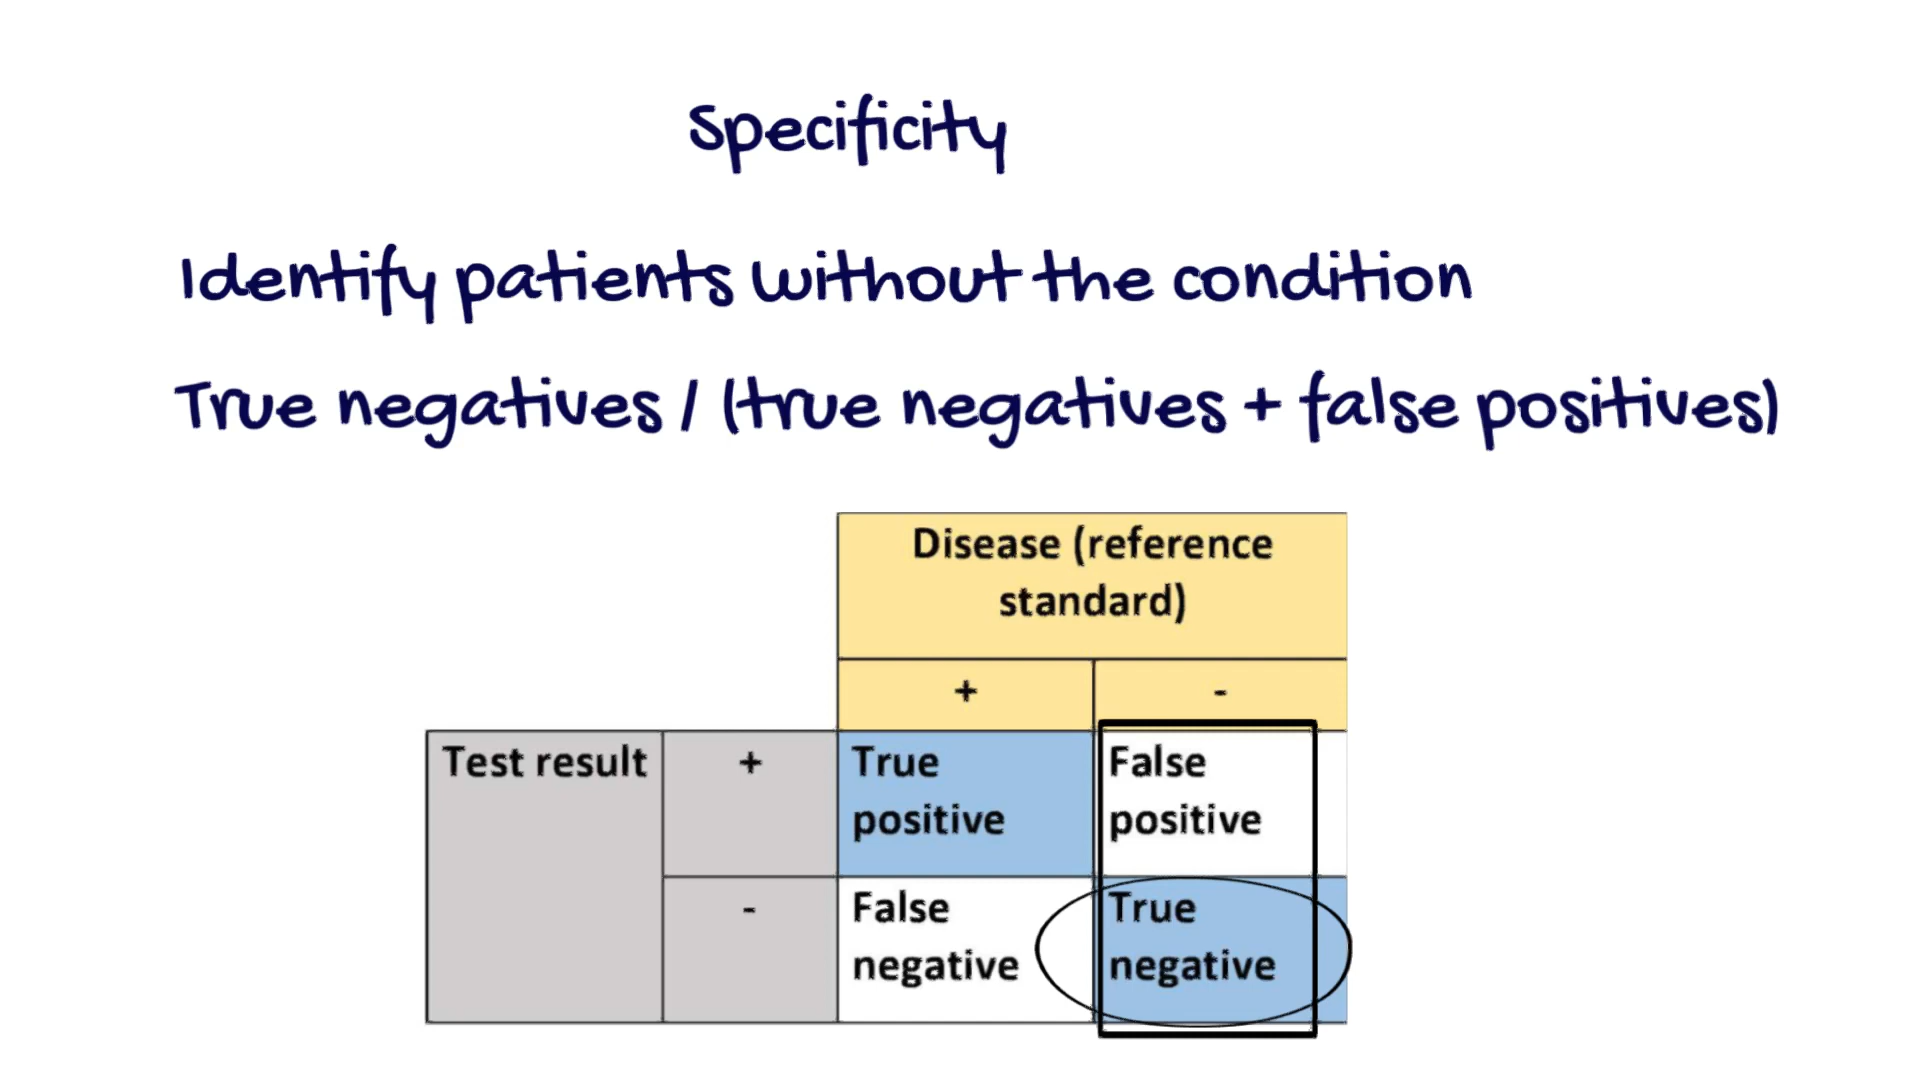 Specificity
Identify patients without the condition
True negatives / (true negatives + false positives)
Disease (reference
standard)
+ -
Test result + True
positive False
positive
- False
negative True
negative